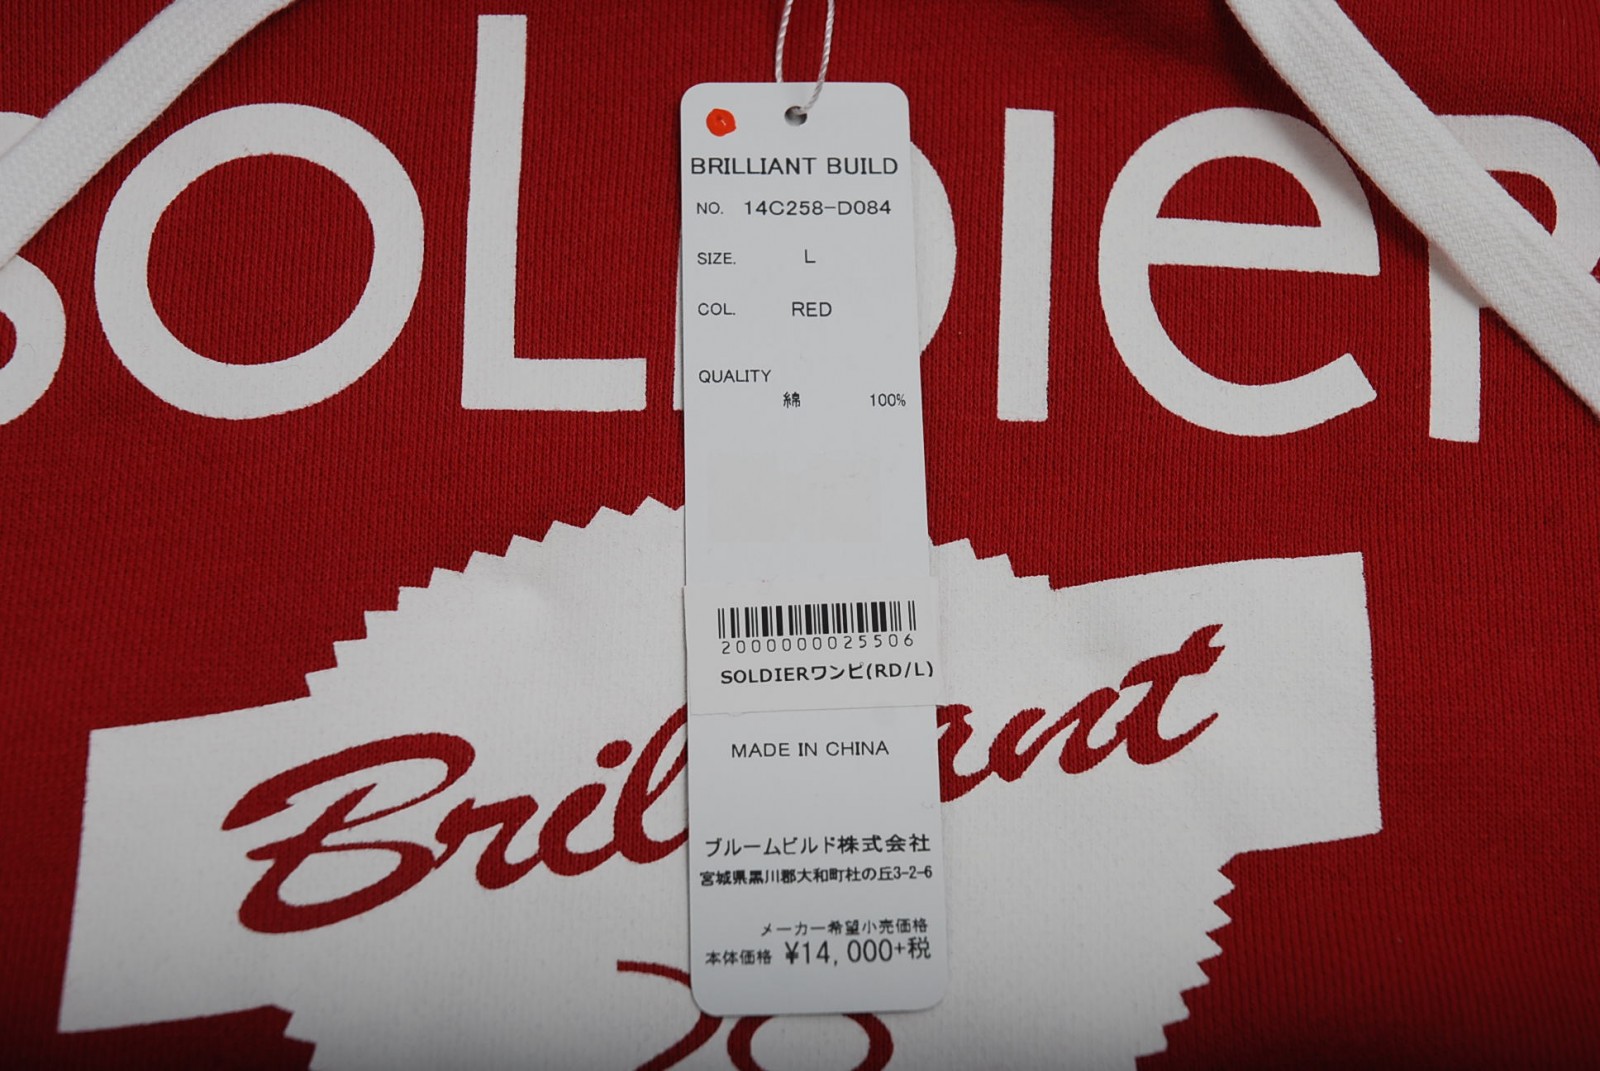 SOLDIER
BRILLIANT BUILD
NO. 14C258-D084
SIZE. L
COL. RED
QUALITY
綿 100%
2000000025506
SOLDIERワンピ(RD/L)
MADE IN CHINA
ブルームビルド株式会社
宮城県黒川郡大和町杜の丘3-2-6
メーカー希望小売価格
本体価格 ¥14,000+税